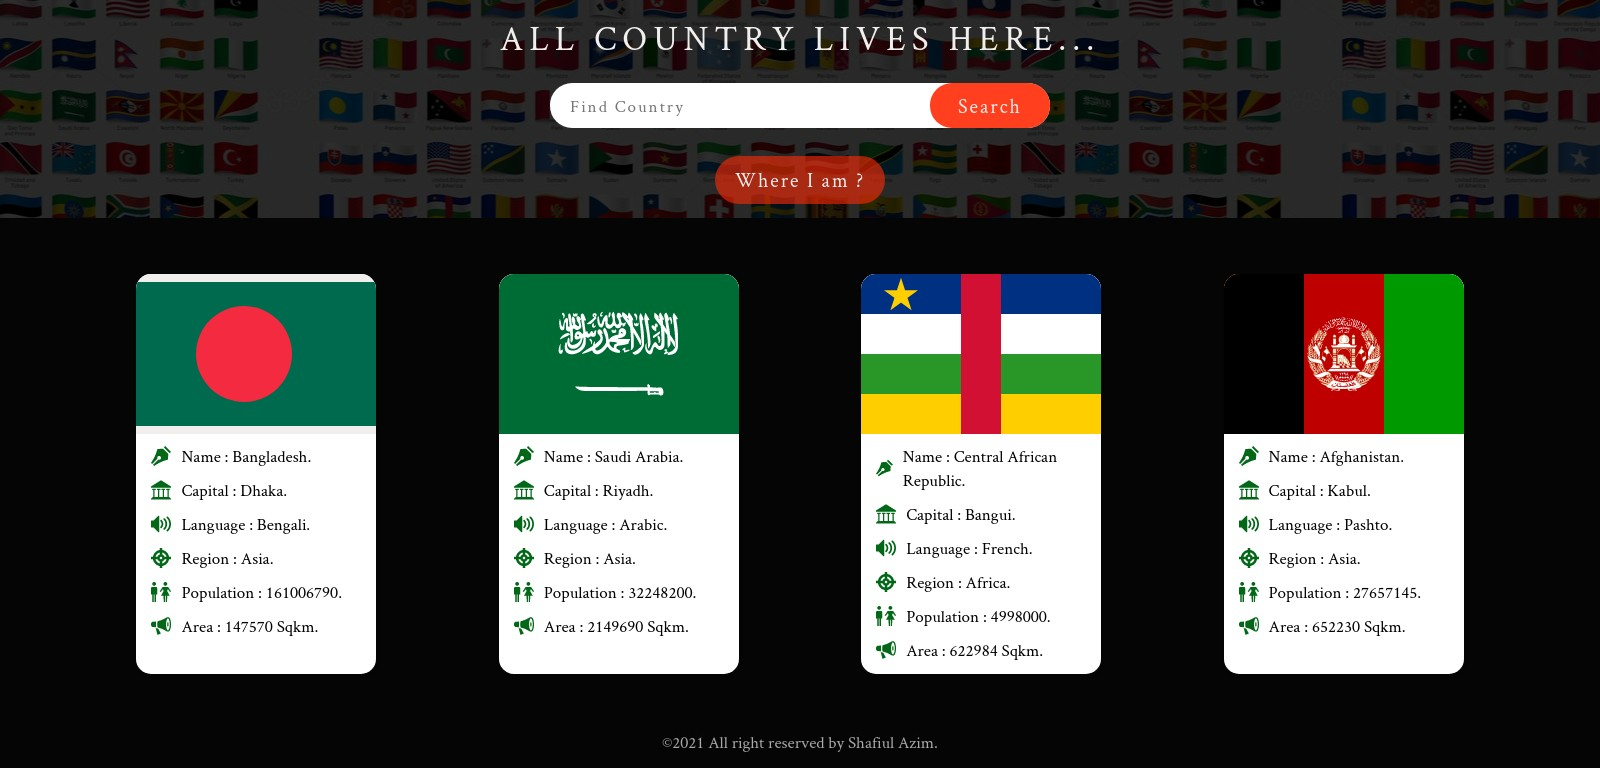 ALL COUNTRY LIVES HERE...
Find Country
Search
Where I am ?
Name : Bangladesh.
Capital : Dhaka.
Language : Bengali.
Region : Asia.
Population : 161006790.
Area : 147570 Sqkm.
Name : Saudi Arabia.
Capital : Riyadh.
Language : Arabic.
Region : Asia.
Population : 32248200.
Area : 2149690 Sqkm.
Name : Central African
Republic.
Capital : Bangui.
Language : French.
Region : Africa.
Population : 4998000.
Area : 622984 Sqkm.
Name : Afghanistan.
Capital : Kabul.
Language : Pashto.
Region : Asia.
Population : 27657145.
Area : 652230 Sqkm.
©2021 All right reserved by Shafiul Azim.